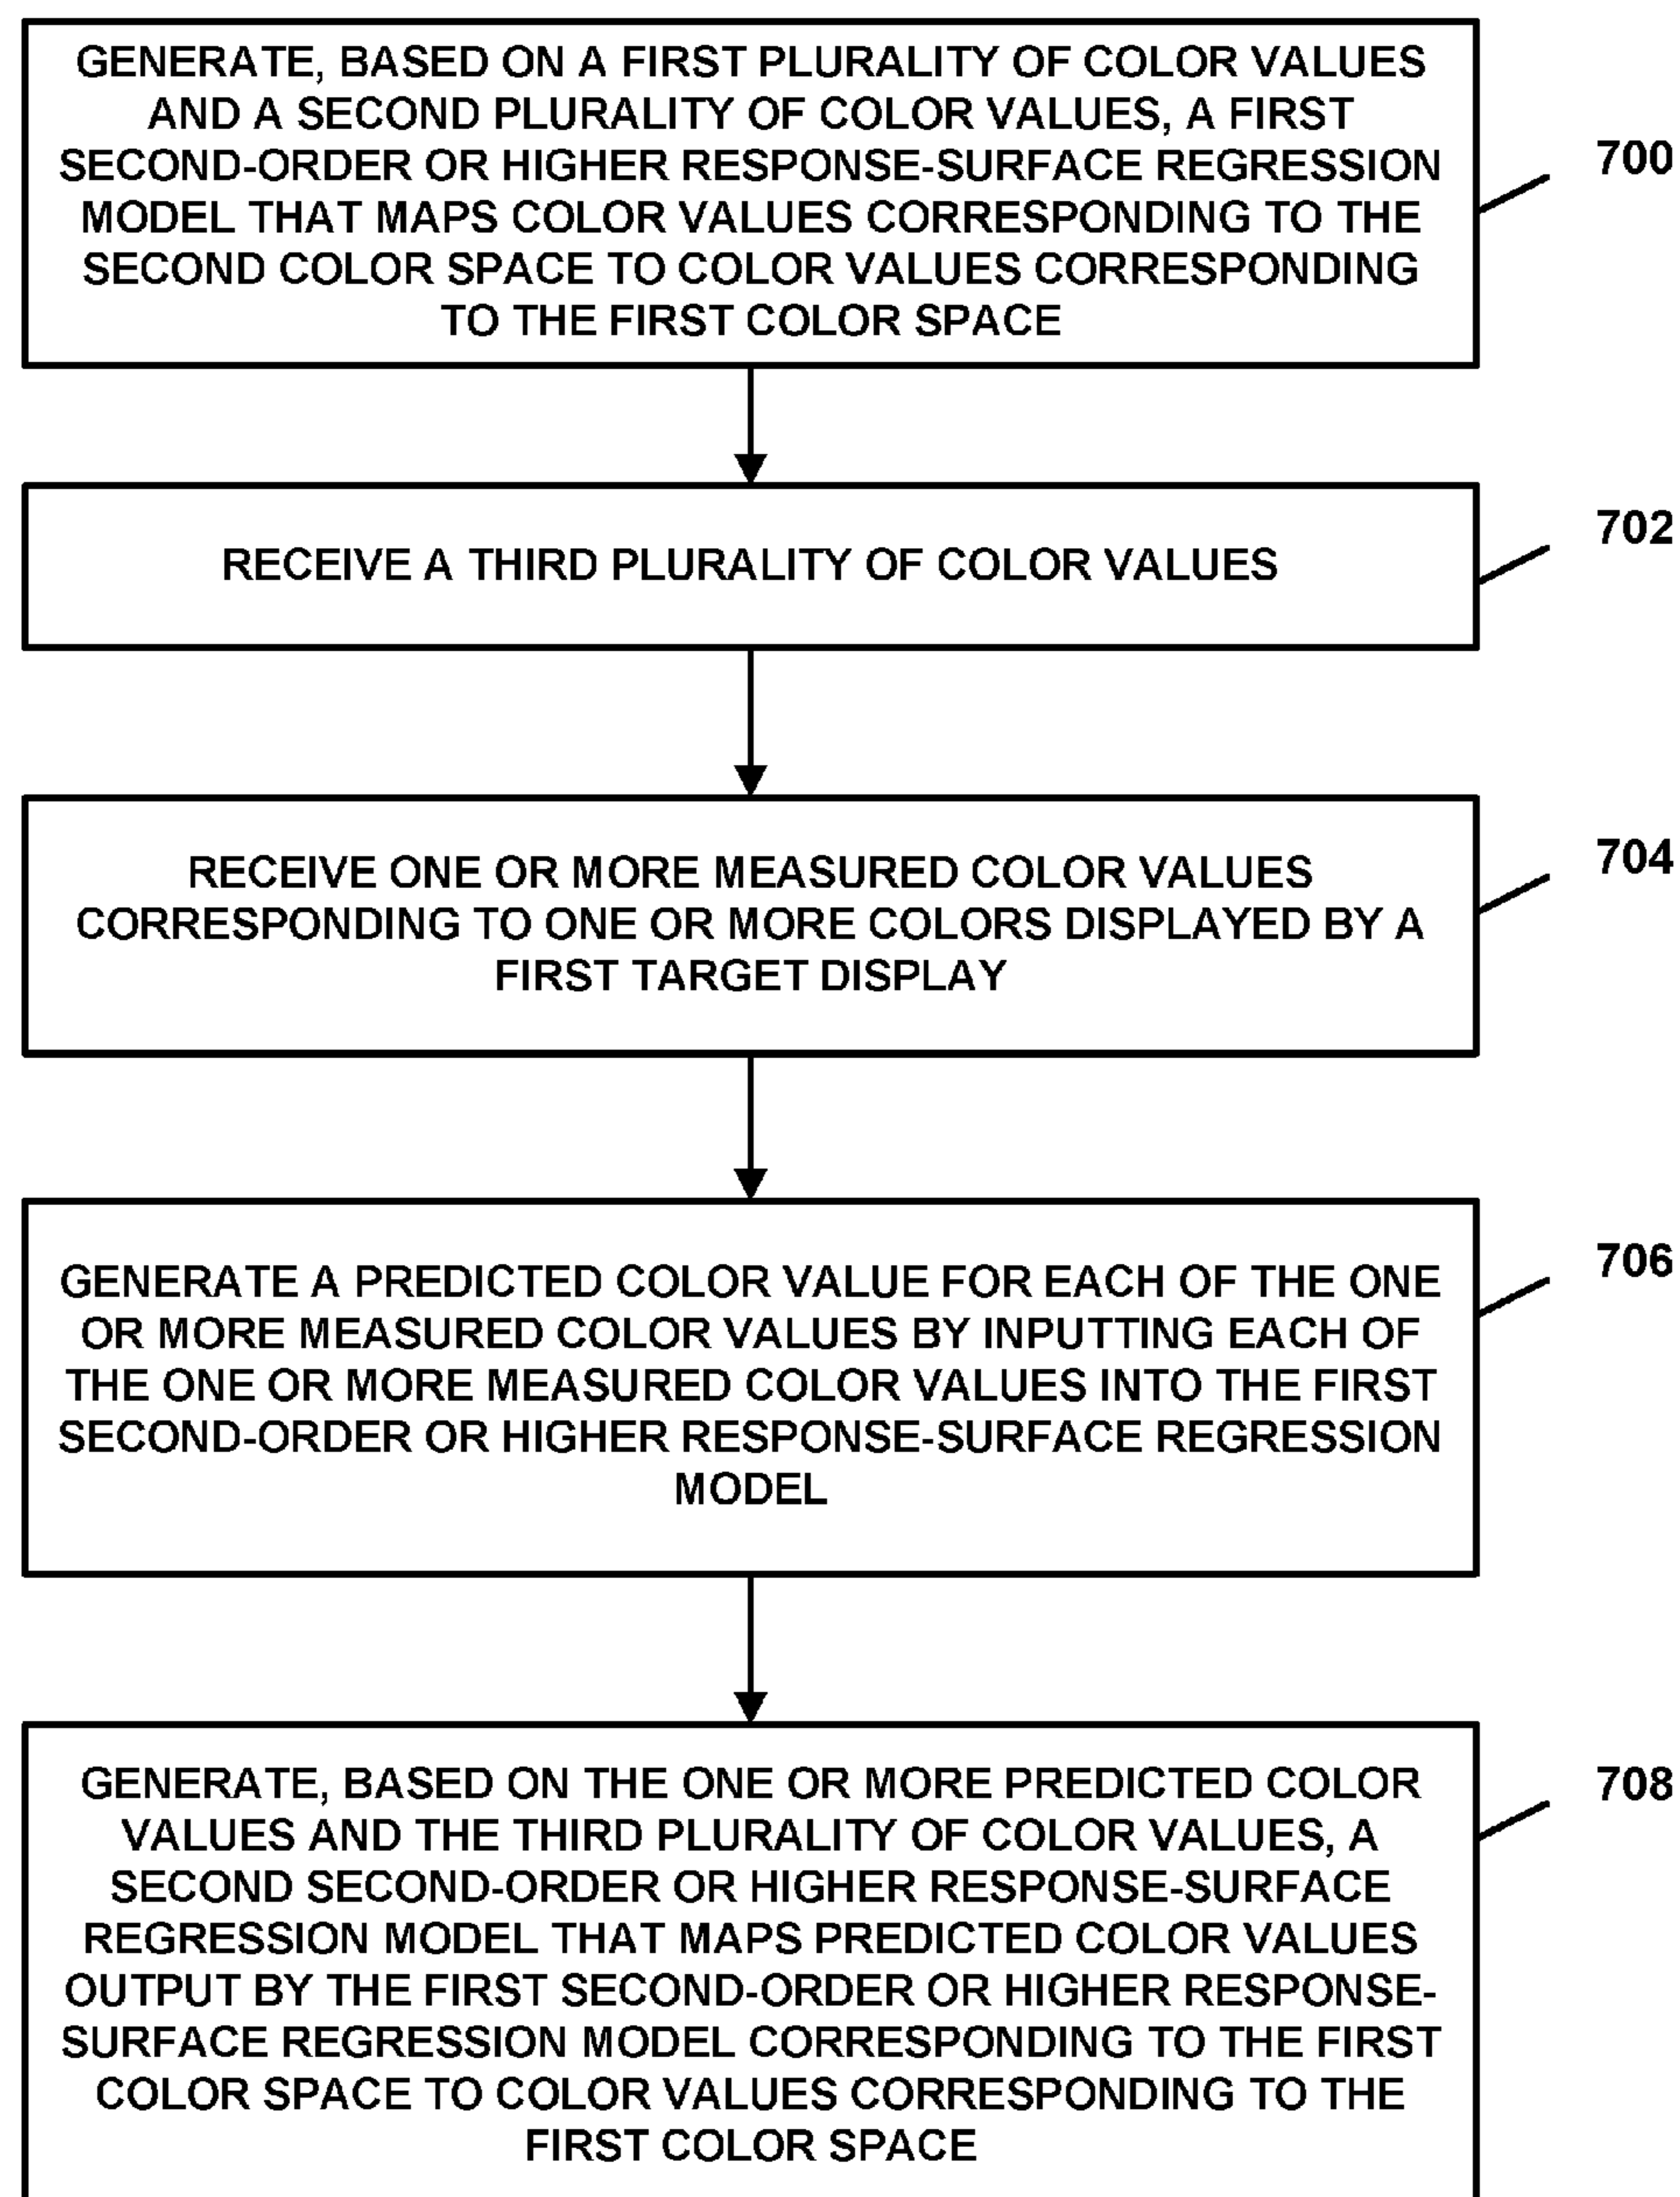 GENERATE, BASED ON A FIRST PLURALITY OF COLOR VALUES
AND A SECOND PLURALITY OF COLOR VALUES, A FIRST
SECOND-ORDER OR HIGHER RESPONSE-SURFACE REGRESSION
MODEL THAT MAPS COLOR VALUES CORRESPONDING TO THE
SECOND COLOR SPACE TO COLOR VALUES CORRESPONDING
TO THE FIRST COLOR SPACE
700
RECEIVE A THIRD PLURALITY OF COLOR VALUES
702
RECEIVE ONE OR MORE MEASURED COLOR VALUES
CORRESPONDING TO ONE OR MORE COLORS DISPLAYED BY A
FIRST TARGET DISPLAY
704
GENERATE A PREDICTED COLOR VALUE FOR EACH OF THE ONE
OR MORE MEASURED COLOR VALUES BY INPUTTING EACH OF
THE ONE OR MORE MEASURED COLOR VALUES INTO THE FIRST
SECOND-ORDER OR HIGHER RESPONSE-SURFACE REGRESSION
MODEL
706
GENERATE, BASED ON THE ONE OR MORE PREDICTED COLOR
VALUES AND THE THIRD PLURALITY OF COLOR VALUES, A
SECOND SECOND-ORDER OR HIGHER RESPONSE-SURFACE
REGRESSION MODEL THAT MAPS PREDICTED COLOR VALUES
OUTPUT BY THE FIRST SECOND-ORDER OR HIGHER RESPONSE-
SURFACE REGRESSION MODEL CORRESPONDING TO THE FIRST
COLOR SPACE TO COLOR VALUES CORRESPONDING TO THE
FIRST COLOR SPACE
708